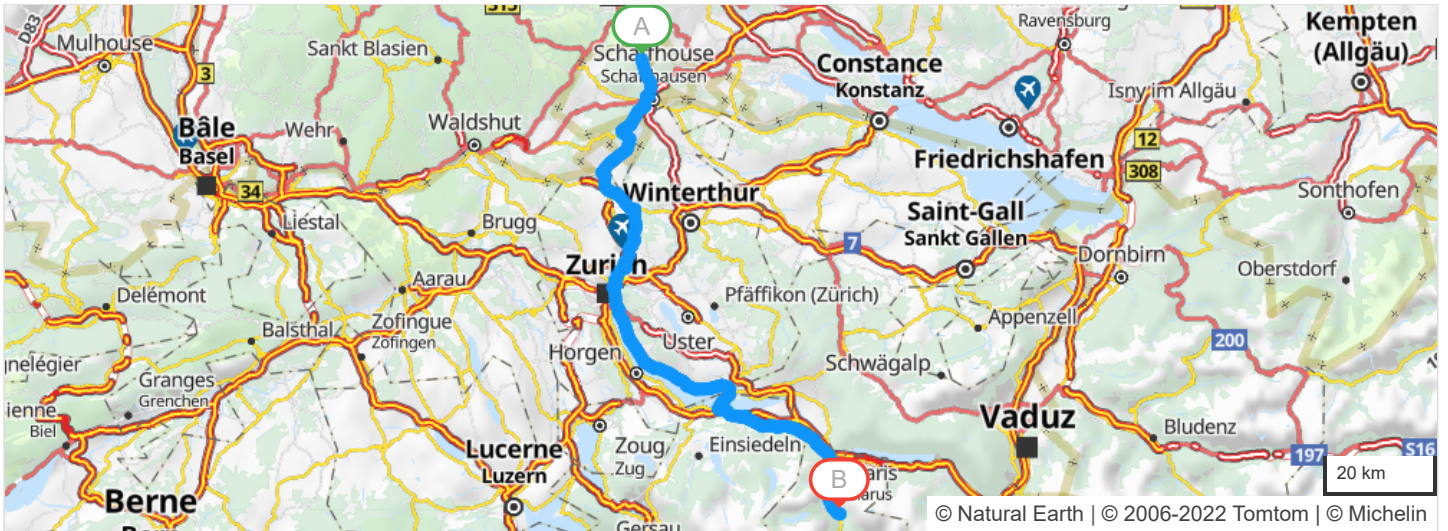 D83
Mulhouse
3
Sankt Blasien
A
Schaffhouse
Schaffhausen
Ravensburg
Kempten
(Allgäu)
Constance
Konstanz
Isny im Allgäu
Bâle
Basel
Wehr
Waldshut
34
12
308
Friedrichshafen
Winterthur
Sonthofen
Liestal
Brugg
Saint-Gall
Sankt Gallen
7
Dornbirn
Zurich
Aarau
Pfäffikon (Zürich)
Oberstdorf
Delémont
Balsthal
Zofingue
Zofingen
Uster
Appenzell
200
Horgen
Schwägalp
Granges
Grenchen
Biel
Vaduz
Bludenz
Lucerne
Luzern
Zoug
Zug
Einsiedeln
197
S16
B
20 km
Berne
Gersau
© Natural Earth | © 2006-2022 Tomtom | © Michelin